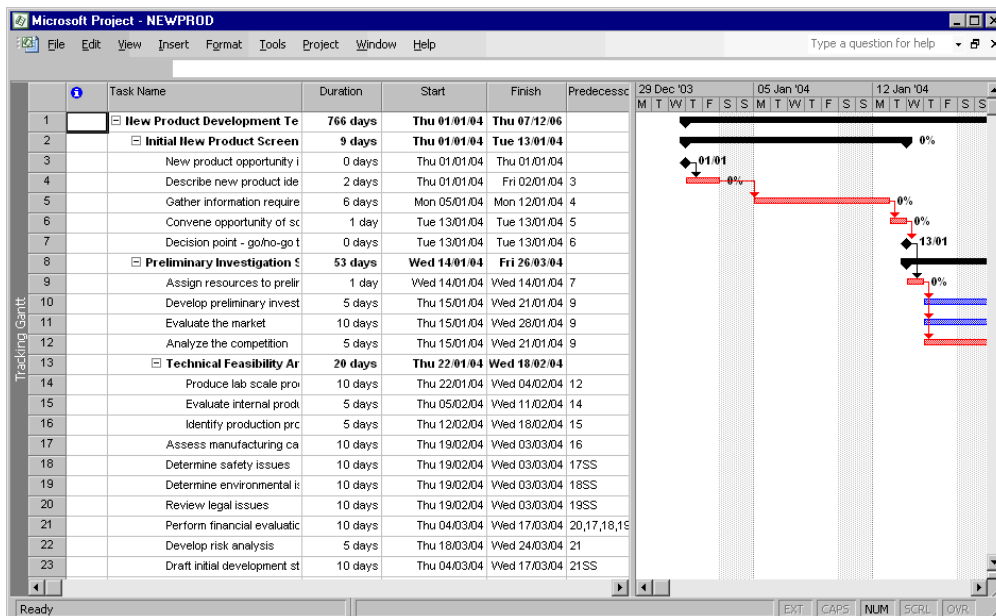 Microsoft Project - NEWPROD
File Edit View Insert Format Tools Project Window Help Type a question for help
Task Name Duration Start Finish Predecesso 29 Dec '03 05 Jan '04 12 Jan '04
M T W T F S S M T W T F S S M T W T F S S
1 New Product Development Te 766 days Thu 01/01/04 Thu 07/12/06
2 Initial New Product Screen 9 days Thu 01/01/04 Tue 13/01/04 0%
3 New product opportunity i 0 days Thu 01/01/04 Thu 01/01/04 01/01
4 Describe new product ide 2 days Thu 01/01/04 Fri 02/01/04 3 0%
5 Gather information require 6 days Mon 05/01/04 Mon 12/01/04 4 0%
6 Convene opportunity of sc 1 day Tue 13/01/04 Tue 13/01/04 5 0%
7 Decision point - go/no-go t 0 days Tue 13/01/04 Tue 13/01/04 6 13/01
8 Preliminary Investigation S 53 days Wed 14/01/04 Fri 26/03/04
9 Assign resources to prelir 1 day Wed 14/01/04 Wed 14/01/04 7 0%
10 Develop preliminary invest 5 days Thu 15/01/04 Wed 21/01/04 9
11 Evaluate the market 10 days Thu 15/01/04 Wed 28/01/04 9
12 Analyze the competition 5 days Thu 15/01/04 Wed 21/01/04 9
13 Technical Feasibility Ar 20 days Thu 22/01/04 Wed 18/02/04
14 Produce lab scale pro 10 days Thu 22/01/04 Wed 04/02/04 12
15 Evaluate internal produ 5 days Thu 05/02/04 Wed 11/02/04 14
16 Identify production prc 5 days Thu 12/02/04 Wed 18/02/04 15
17 Assess manufacturing ca 10 days Thu 19/02/04 Wed 03/03/04 16
18 Determine safety issues 10 days Thu 19/02/04 Wed 03/03/04 17SS
19 Determine environmental is 10 days Thu 19/02/04 Wed 03/03/04 18SS
20 Review legal issues 10 days Thu 19/02/04 Wed 03/03/04 19SS
21 Perform financial evaluatic 10 days Thu 04/03/04 Wed 17/03/04 20,17,18,19
22 Develop risk analysis 5 days Thu 18/03/04 Wed 24/03/04 21
23 Draft initial development st 10 days Thu 04/03/04 Wed 17/03/04 21SS
Tracking Gantt
Ready EXT CAPS NUM SCRL OVR